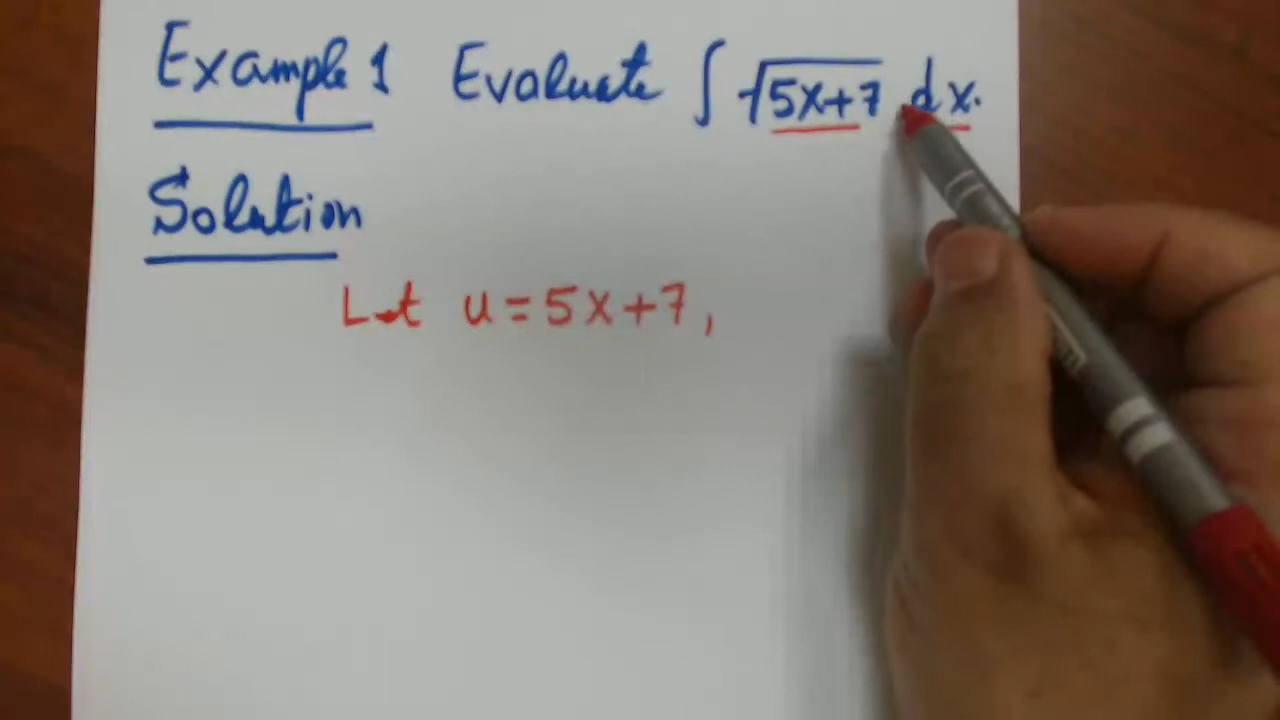 Example 1 Evaluate ∫ √5x+7 dx.
Solution
Let u = 5x+7,